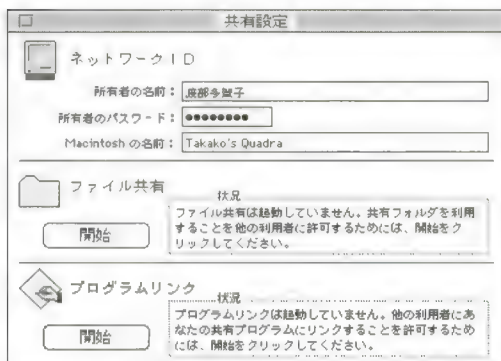 共有設定
ネットワークID
所有者の名前： 渡部多賀子
所有者のパスワード： ●●●●●●●●
Macintosh の名前： Takako's Quadra
ファイル共有
状況
ファイル共有は起動していません。共有フォルダを利用
することを他の利用者に許可するためには、開始をク
リックしてください。
開始
プログラムリンク
状況
プログラムリンクは起動していません。他の利用者にあ
なたの共有プログラムにリンクすることを許可するため
には、開始をクリックしてください。
開始